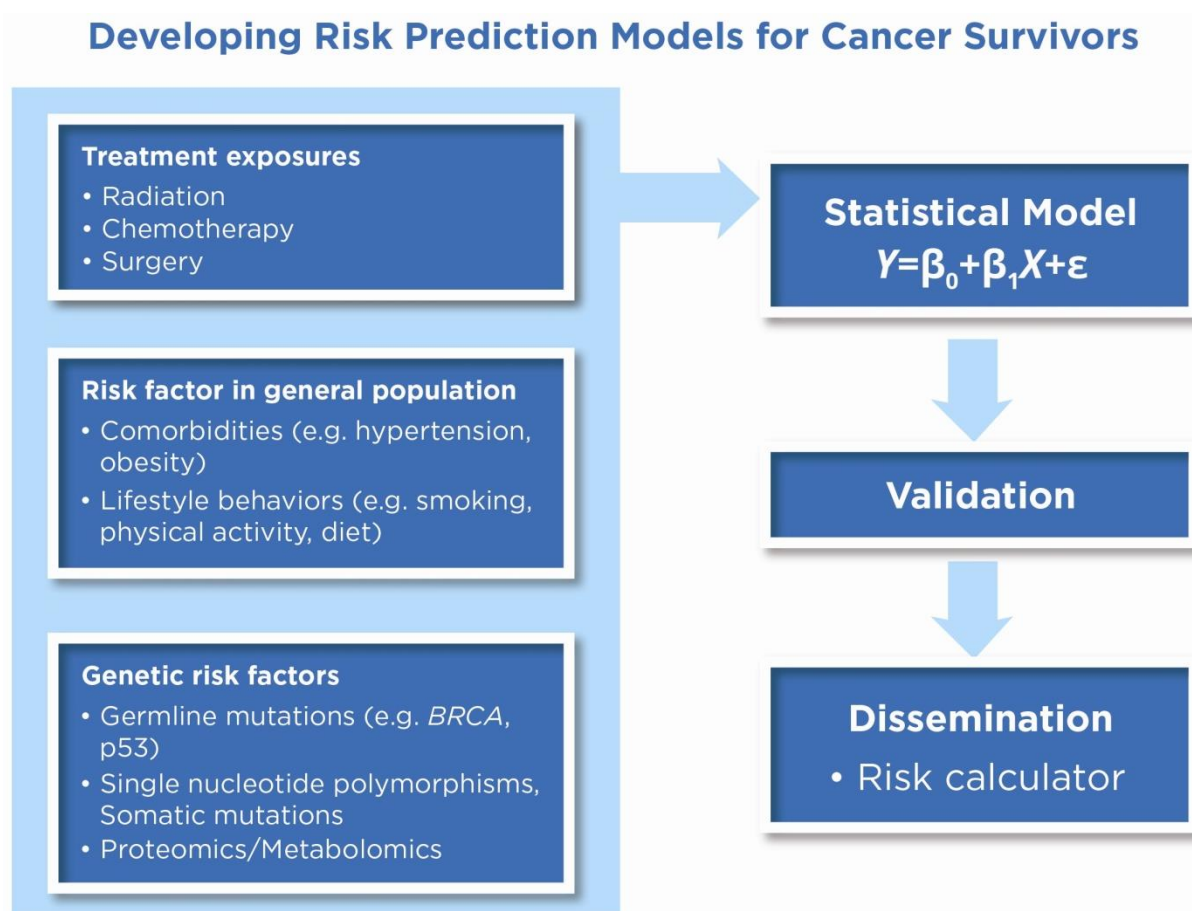 Developing Risk Prediction Models for Cancer Survivors
Treatment exposures
• Radiation
• Chemotherapy
• Surgery
Risk factor in general population
• Comorbidities (e.g. hypertension,
obesity)
• Lifestyle behaviors (e.g. smoking,
physical activity, diet)
Genetic risk factors
• Germline mutations (e.g. BRCA,
p53)
• Single nucleotide polymorphisms,
Somatic mutations
• Proteomics/Metabolomics
Statistical Model
Y=β₀+β₁X+ε
Validation
Dissemination
• Risk calculator